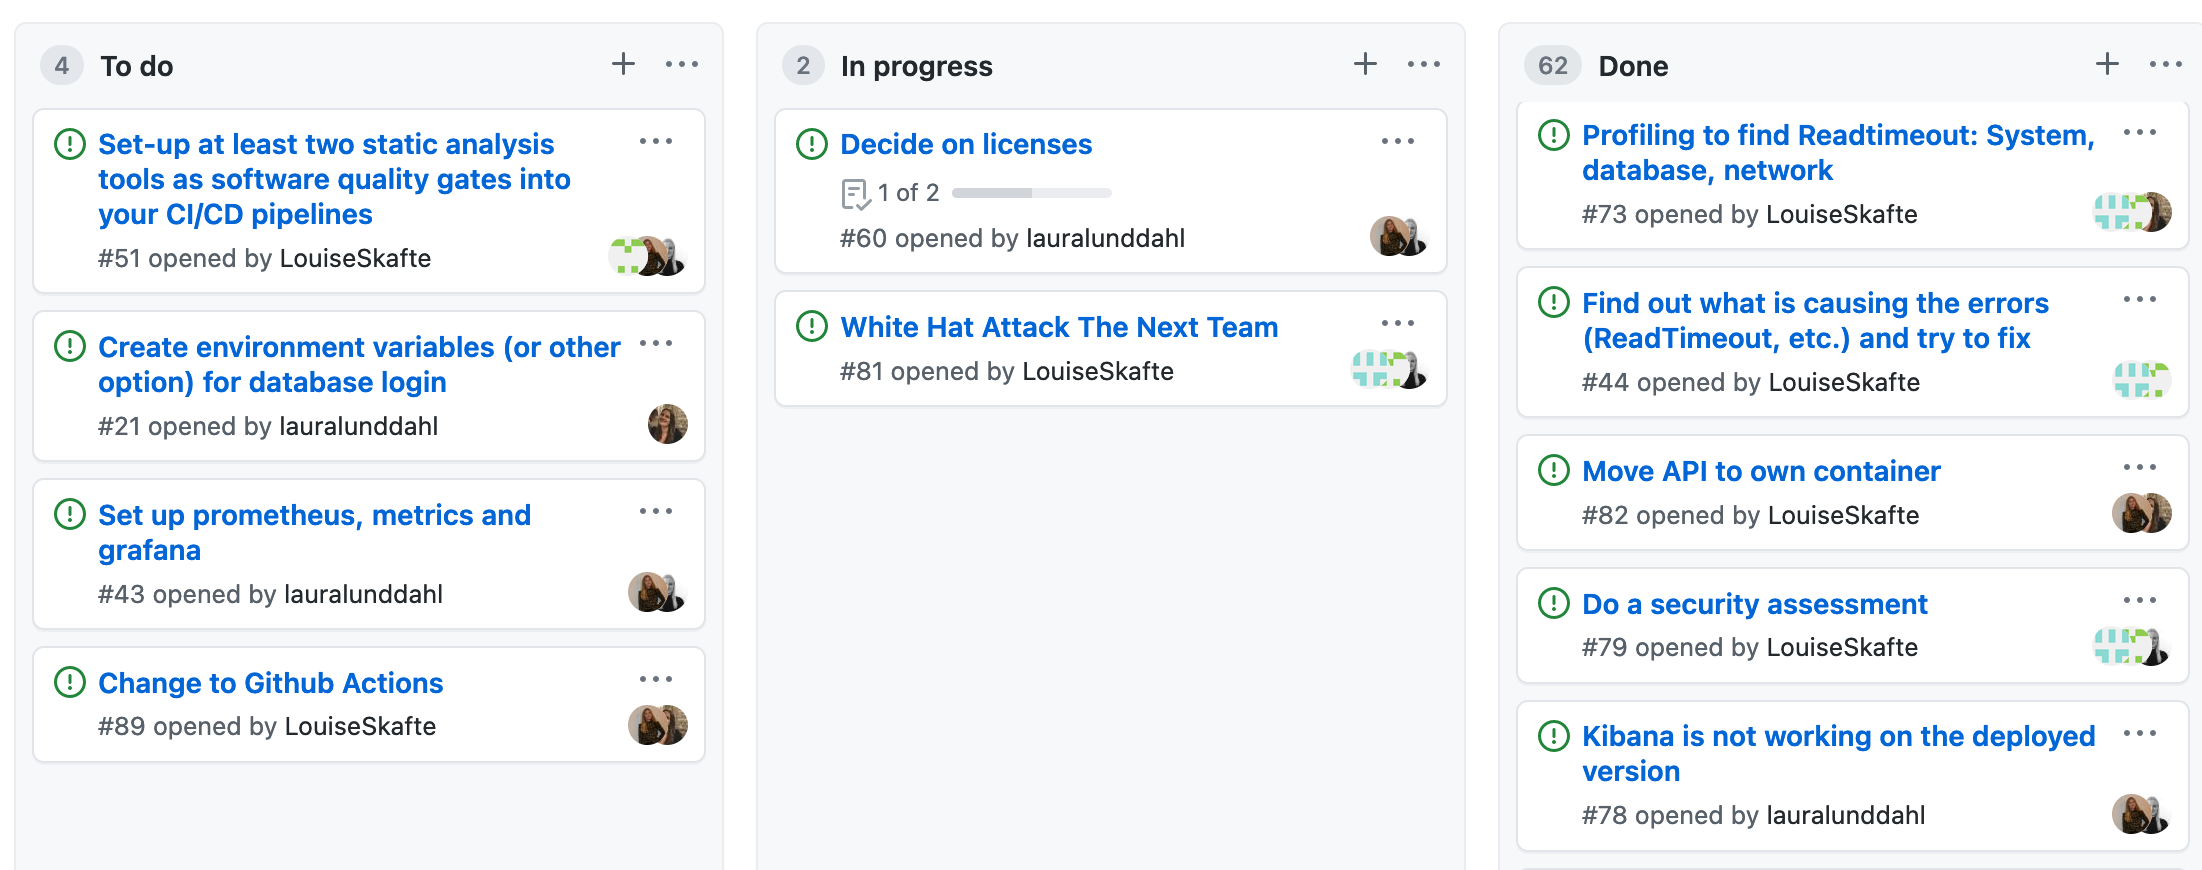 4 To do
Set-up at least two static analysis
tools as software quality gates into
your CI/CD pipelines
#51 opened by LouiseSkafte
Create environment variables (or other
option) for database login
#21 opened by lauralunddahl
Set up prometheus, metrics and
grafana
#43 opened by lauralunddahl
Change to Github Actions
#89 opened by LouiseSkafte
2 In progress
Decide on licenses
1 of 2
#60 opened by lauralunddahl
White Hat Attack The Next Team
#81 opened by LouiseSkafte
62 Done
Profiling to find Readtimeout: System,
database, network
#73 opened by LouiseSkafte
Find out what is causing the errors
(ReadTimeout, etc.) and try to fix
#44 opened by LouiseSkafte
Move API to own container
#82 opened by LouiseSkafte
Do a security assessment
#79 opened by LouiseSkafte
Kibana is not working on the deployed
version
#78 opened by lauralunddahl